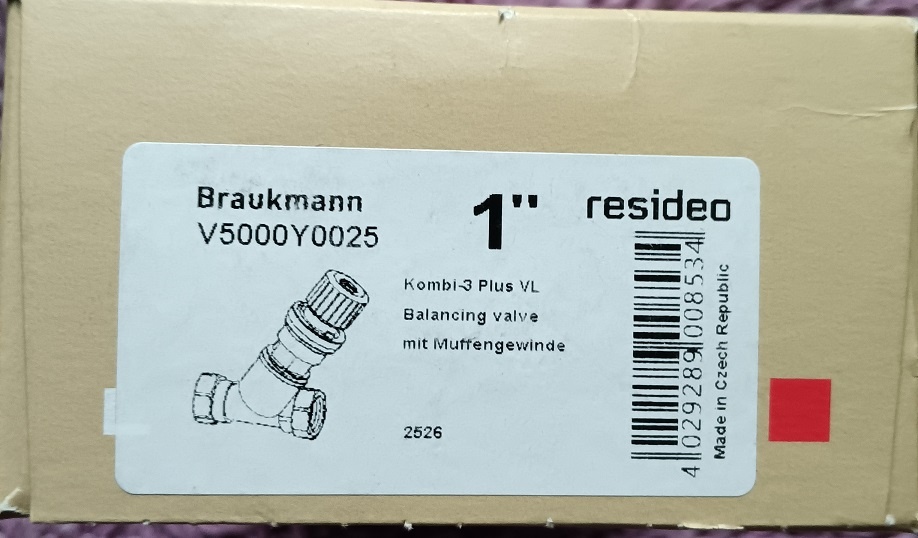 Braukmann
V5000Y0025
1"
resideo
Kombi-3 Plus VL
Balancing valve
mit Muffengewinde
2526
4 029289 008534
Made in Czech Republic